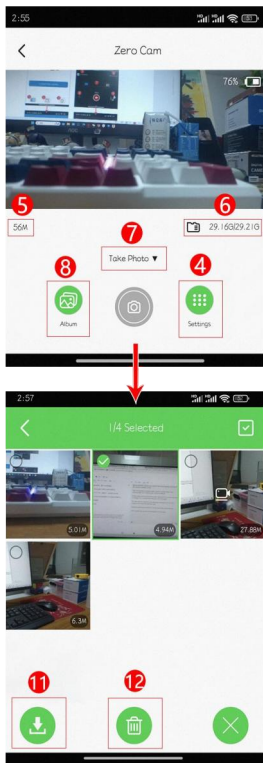 2:55
Zero Cam
76%
5
6
56M
7
29.16G/29.21G
Take Photo ▼
8
4
Album
Settings
2:57
1/4 Selected
5.01M
4.94M
27.88M
6.3M
11
12